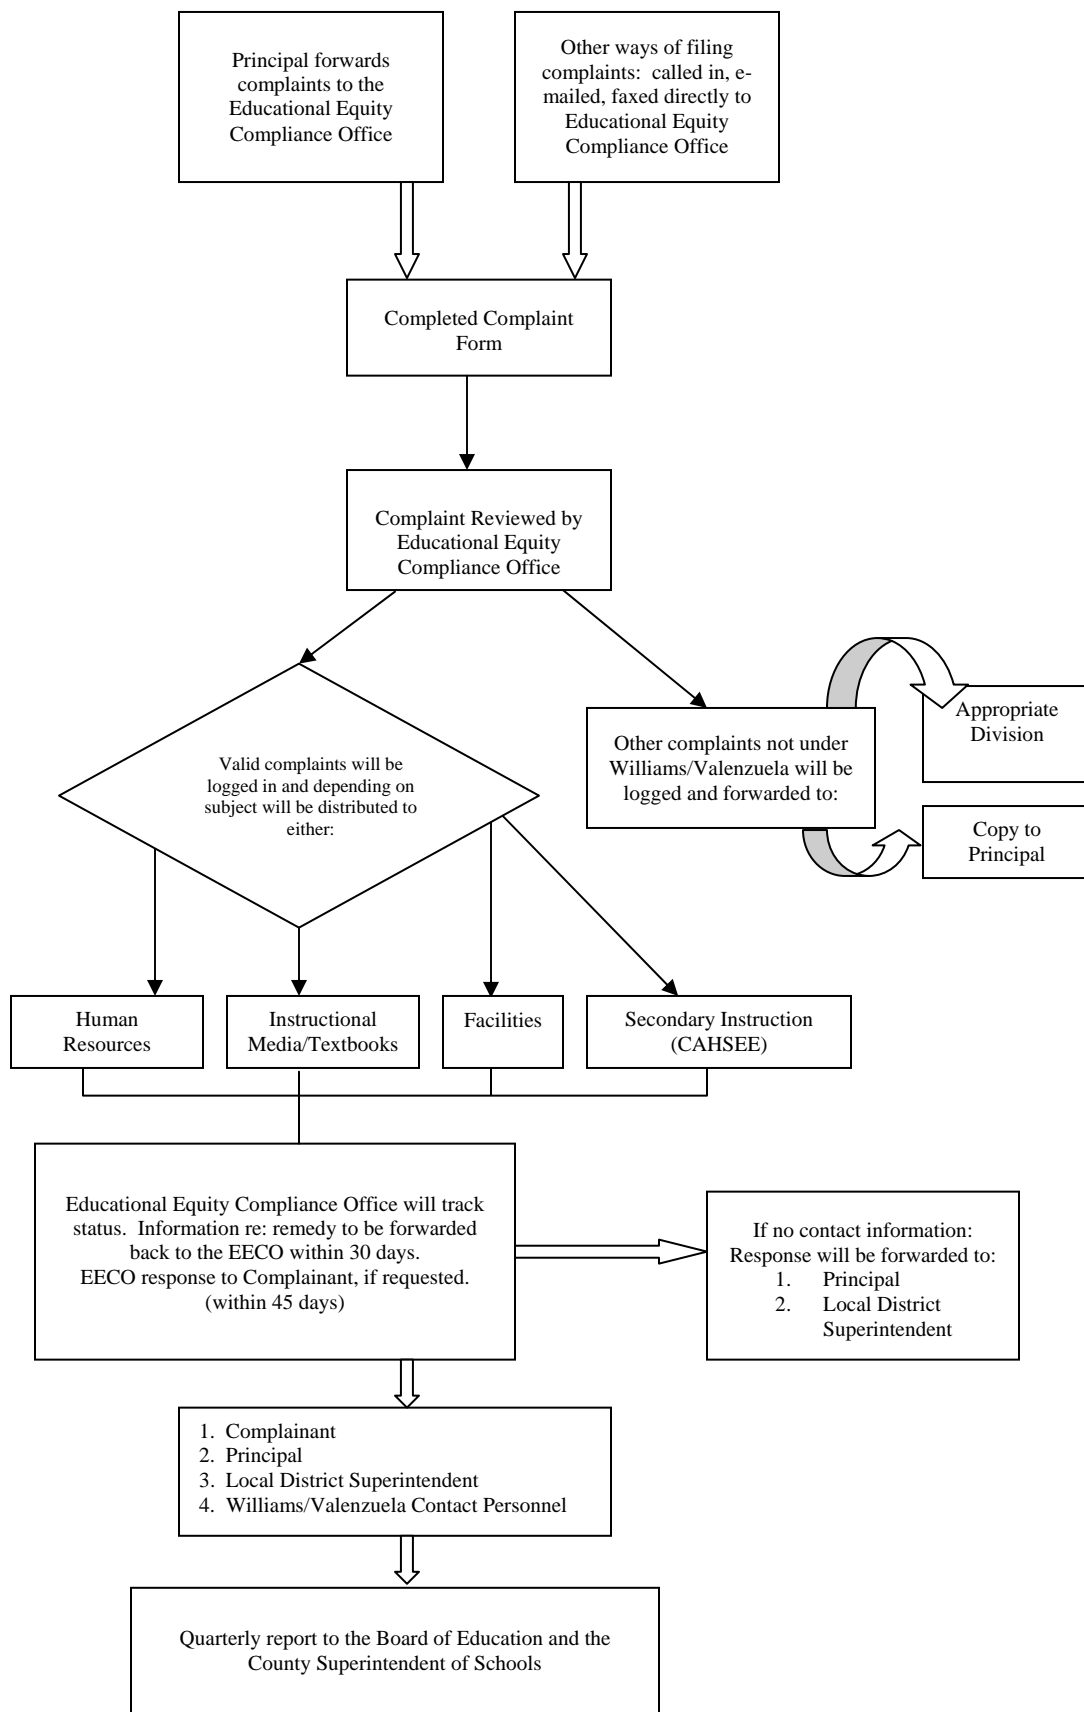 Principal forwards
complaints to the
Educational Equity
Compliance Office
Other ways of filing
complaints:  called in, e-
mailed, faxed directly to
Educational Equity
Compliance Office
Completed Complaint
Form
Complaint Reviewed by
Educational Equity
Compliance Office
Valid complaints will be
logged in and depending on
subject will be distributed to
either:
Other complaints not under
Williams/Valenzuela will be
logged and forwarded to:
Appropriate
Division
Copy to
Principal
Human
Resources
Instructional
Media/Textbooks
Facilities
Secondary Instruction
(CAHSEE)
Educational Equity Compliance Office will track
status.  Information re: remedy to be forwarded
back to the EECO within 30 days.
EECO response to Complainant, if requested.
(within 45 days)
If no contact information:
Response will be forwarded to:
1. Principal
2. Local District
Superintendent
1. Complainant
2. Principal
3. Local District Superintendent
4. Williams/Valenzuela Contact Personnel
Quarterly report to the Board of Education and the
County Superintendent of Schools